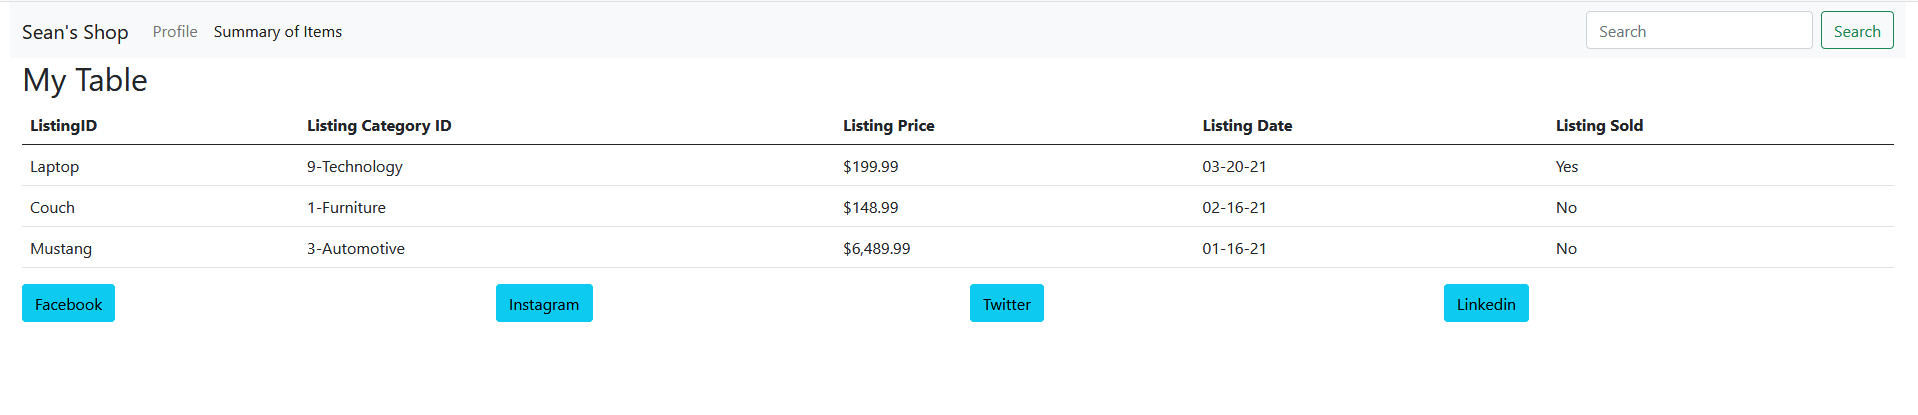 Sean's Shop Profile Summary of Items Search Search
My Table
ListingID Listing Category ID Listing Price Listing Date Listing Sold
Laptop 9-Technology $199.99 03-20-21 Yes
Couch 1-Furniture $148.99 02-16-21 No
Mustang 3-Automotive $6,489.99 01-16-21 No
Facebook Instagram Twitter Linkedin